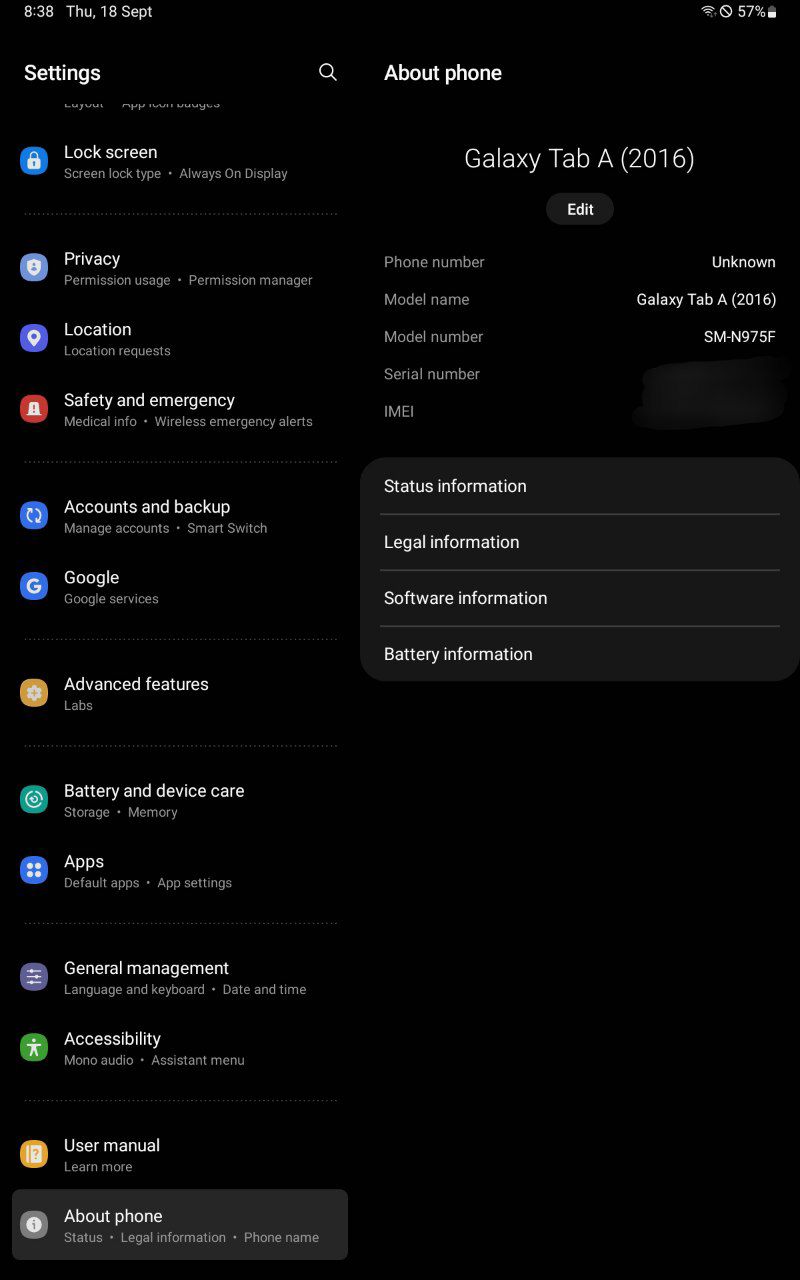 8:38 Thu, 18 Sept 57%
Settings
Layout • App icon badges
Lock screen
Screen lock type • Always On Display
Privacy
Permission usage • Permission manager
Location
Location requests
Safety and emergency
Medical info • Wireless emergency alerts
Accounts and backup
Manage accounts • Smart Switch
Google
Google services
Advanced features
Labs
Battery and device care
Storage • Memory
Apps
Default apps • App settings
General management
Language and keyboard • Date and time
Accessibility
Mono audio • Assistant menu
User manual
Learn more
About phone
Status • Legal information • Phone name
About phone
Galaxy Tab A (2016)
Edit
Phone number Unknown
Model name Galaxy Tab A (2016)
Model number SM-N975F
Serial number
IMEI
Status information
Legal information
Software information
Battery information